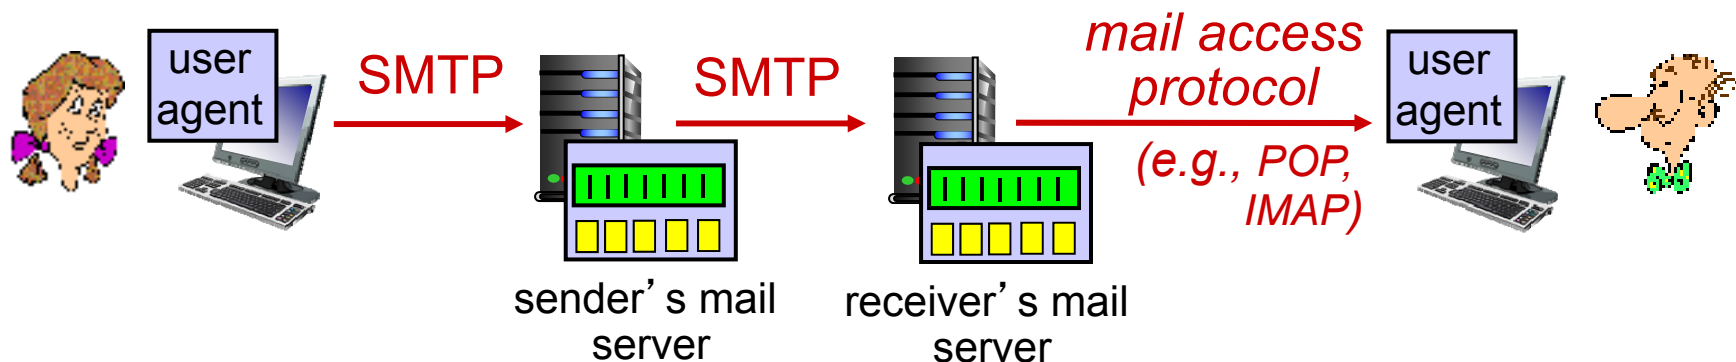 user
agent
SMTP
SMTP
mail access
protocol
(e.g., POP,
IMAP)
user
agent
sender’s mail
server
receiver’s mail
server